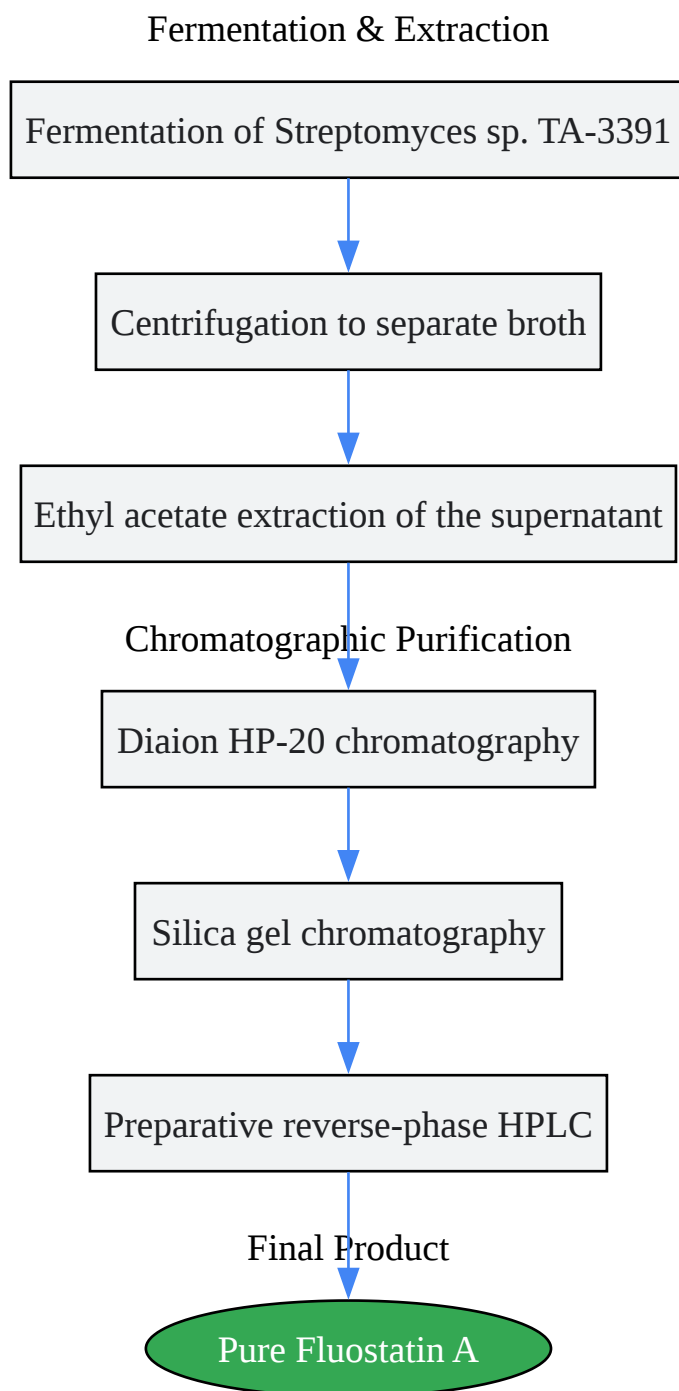 Fermentation & Extraction
Fermentation of Streptomyces sp. TA-3391
Centrifugation to separate broth
Ethyl acetate extraction of the supernatant
Chromatographic Purification
Diaion HP-20 chromatography
Silica gel chromatography
Preparative reverse-phase HPLC
Final Product
Pure Fluostatin A